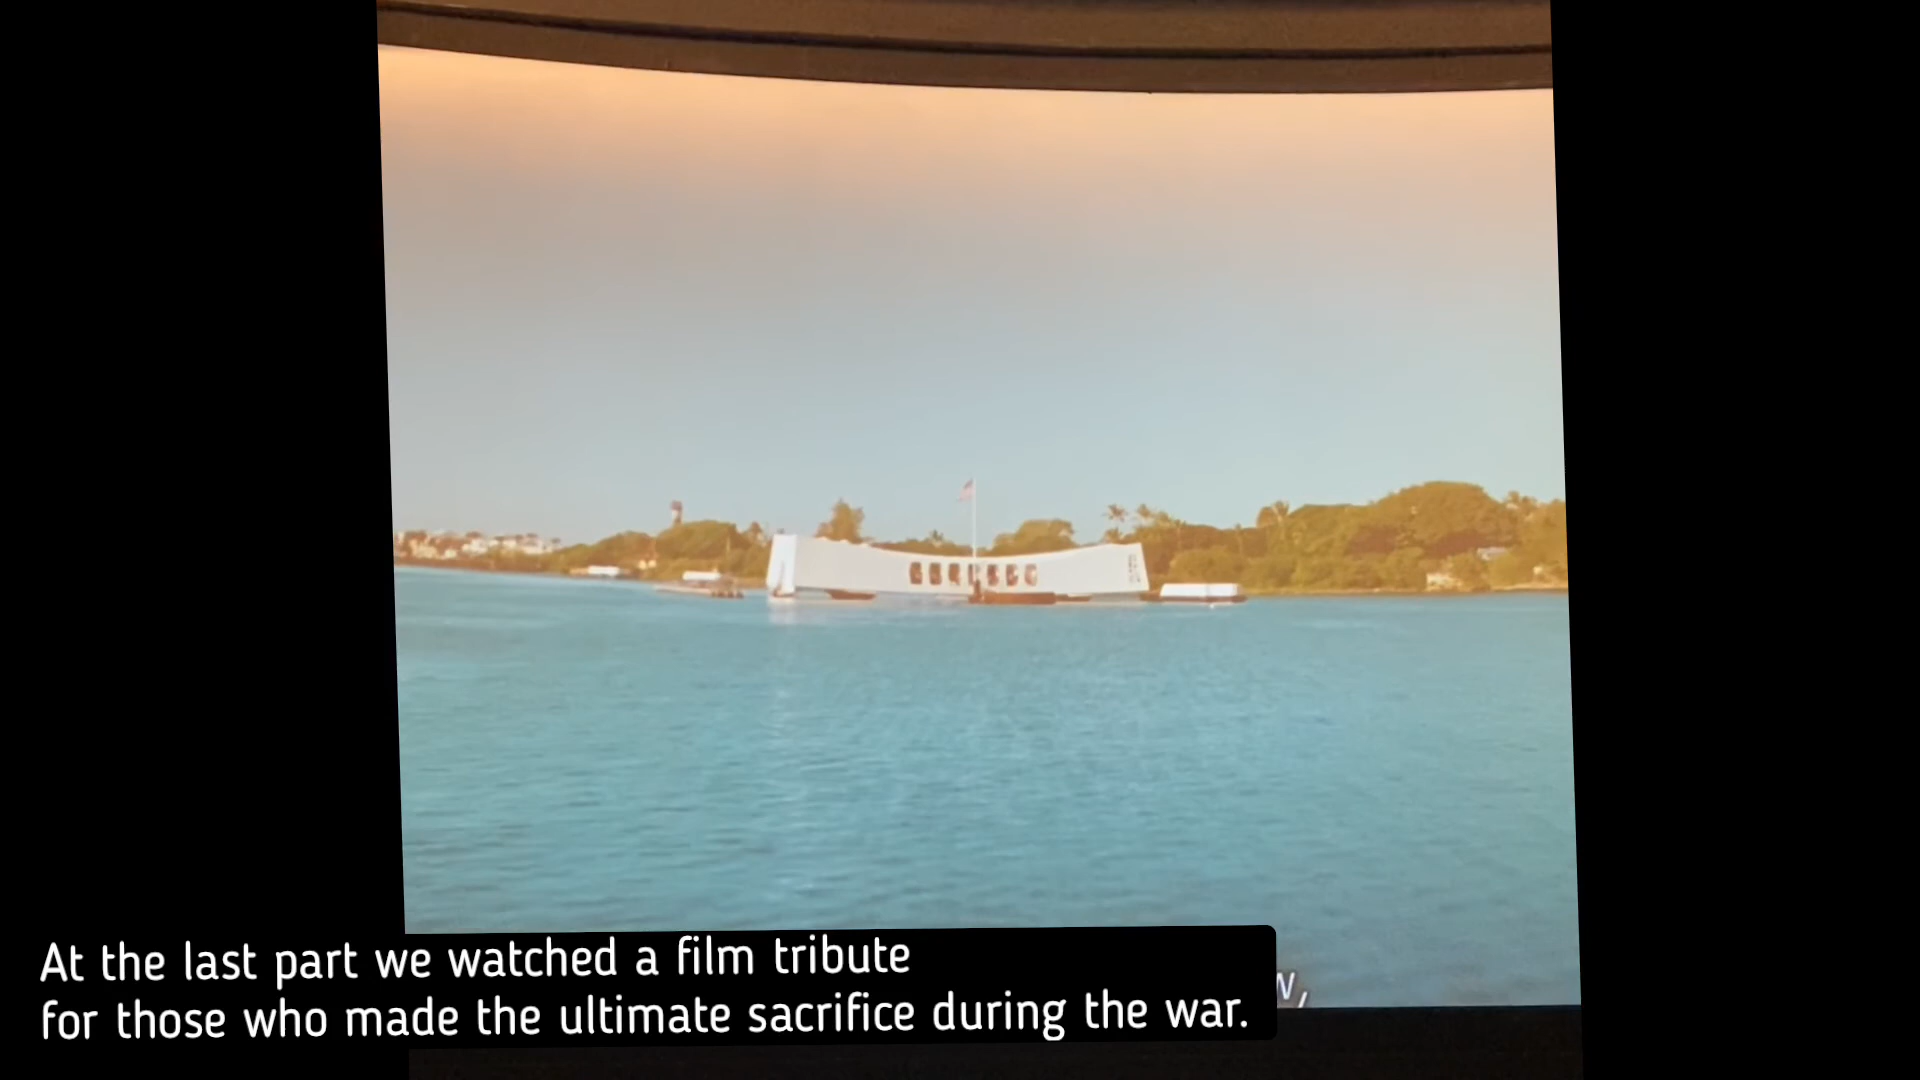 At the last part we watched a film tribute
for those who made the ultimate sacrifice during the war.